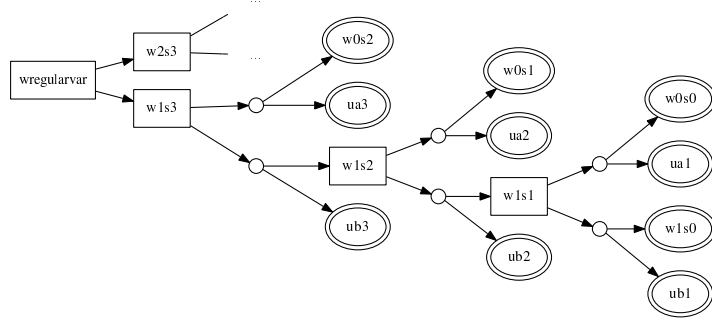 ...
w2s3
...
wregularvar
w1s3
w0s2
ua3
w0s1
ua2
w1s2
ub3
w0s0
ua1
w1s1
ub2
w1s0
ub1